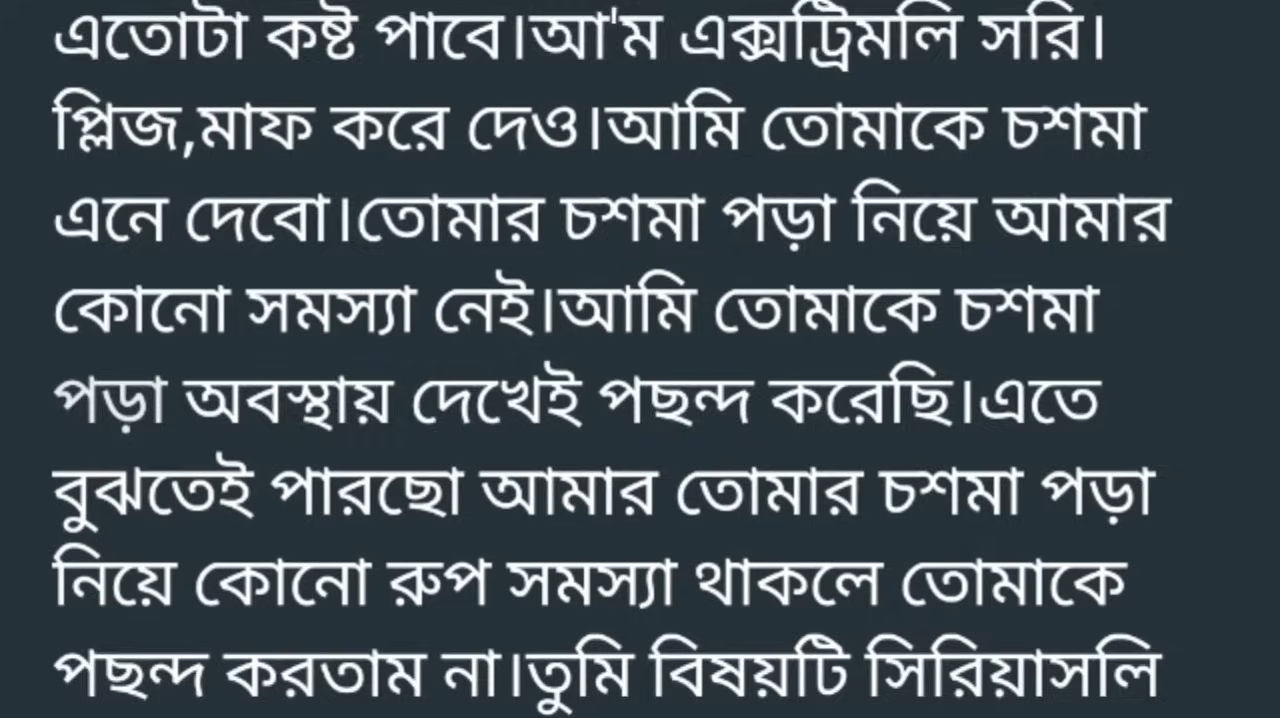 এতোটা কষ্ট পাবে।আ'ম এক্সট্রিমলি সরি।
প্লিজ,মাফ করে দেও।আমি তোমাকে চশমা
এনে দেবো।তোমার চশমা পড়া নিয়ে আমার
কোনো সমস্যা নেই।আমি তোমাকে চশমা
পড়া অবস্থায় দেখেই পছন্দ করেছি।এতে
বুঝতেই পারছো আমার তোমার চশমা পড়া
নিয়ে কোনো রুপ সমস্যা থাকলে তোমাকে
পছন্দ করতাম না।তুমি বিষয়টি সিরিয়াসলি